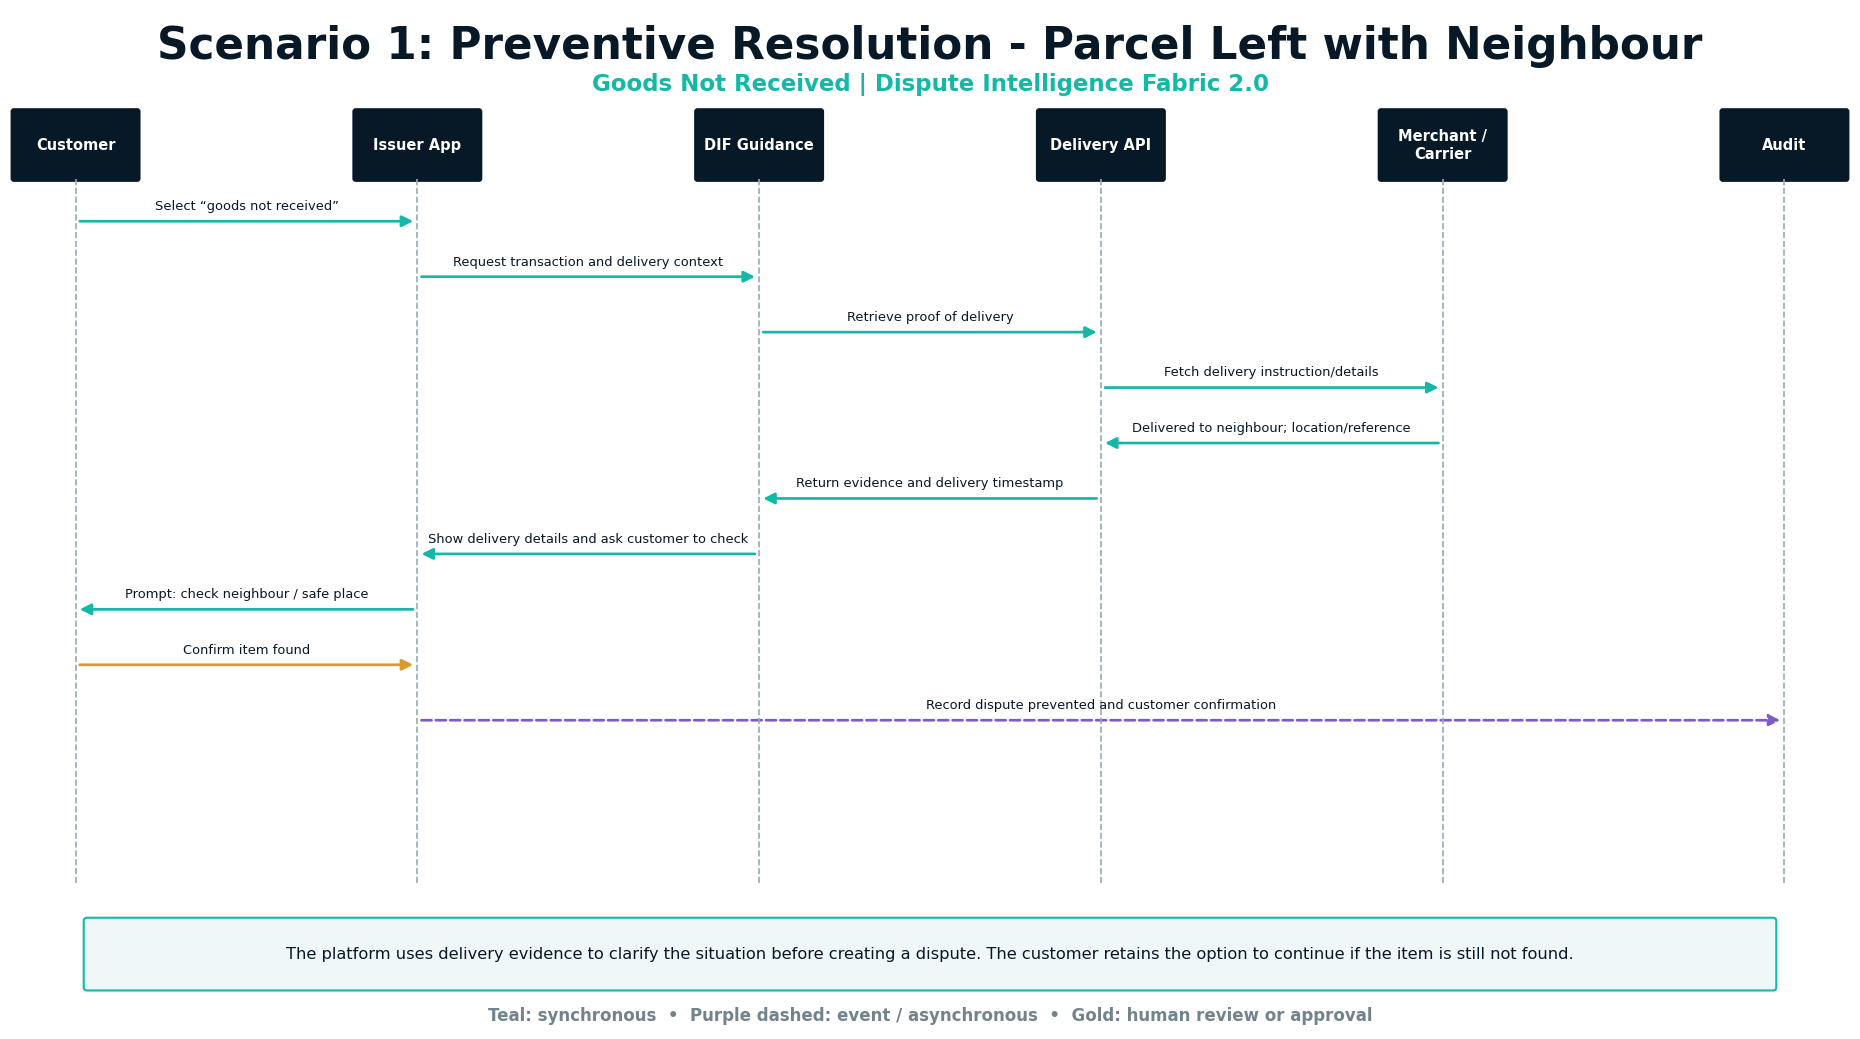 Scenario 1: Preventive Resolution - Parcel Left with Neighbour
Goods Not Received | Dispute Intelligence Fabric 2.0
Customer
Issuer App
DIF Guidance
Delivery API
Merchant /
Carrier
Audit
Select “goods not received”
Request transaction and delivery context
Retrieve proof of delivery
Fetch delivery instruction/details
Delivered to neighbour; location/reference
Return evidence and delivery timestamp
Show delivery details and ask customer to check
Prompt: check neighbour / safe place
Confirm item found
Record dispute prevented and customer confirmation
The platform uses delivery evidence to clarify the situation before creating a dispute. The customer retains the option to continue if the item is still not found.
Teal: synchronous • Purple dashed: event / asynchronous • Gold: human review or approval